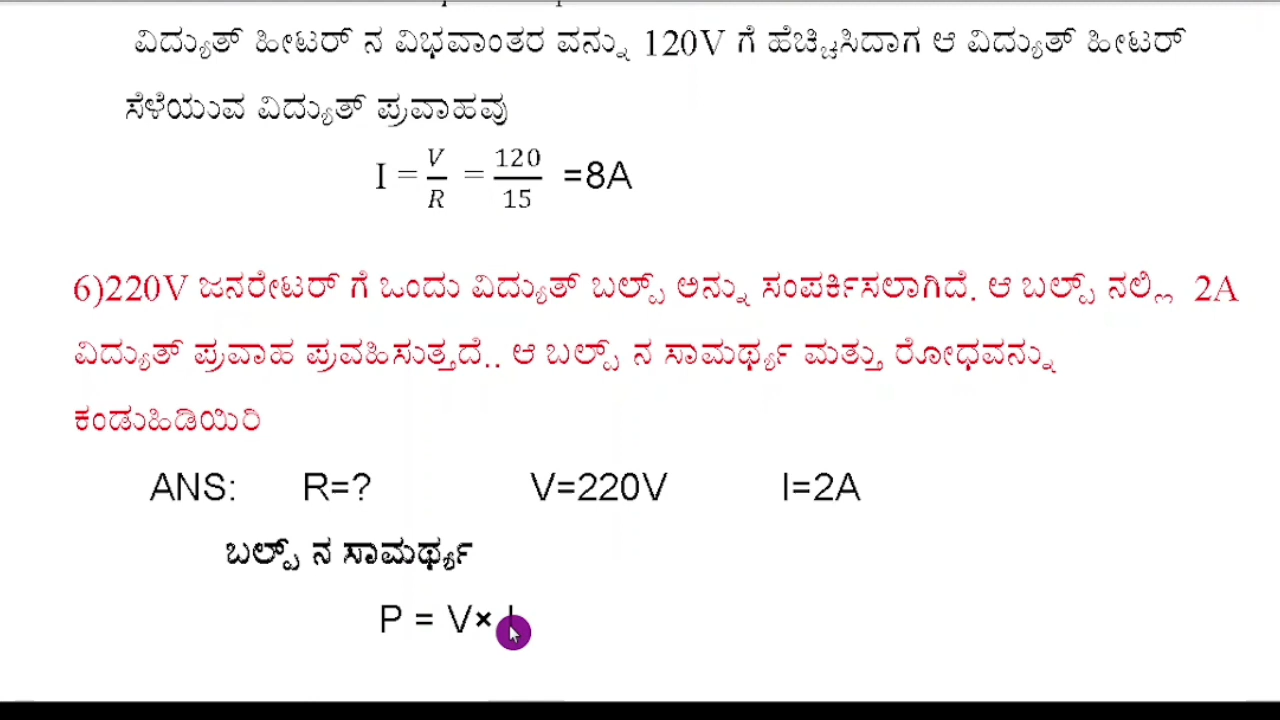 ವಿದ್ಯುತ್ ಹೀಟರ್ ನ ವಿಭವಾಂತರ ವನ್ನು 120V ಗೆ ಹೆಚ್ಚಿಸಿದಾಗ ಆ ವಿದ್ಯುತ್ ಹೀಟರ್
ಸೆಳೆಯುವ ವಿದ್ಯುತ್ ಪ್ರವಾಹವು
I = V/R = 120/15 =8A
6)220V ಜನರೇಟರ್ ಗೆ ಒಂದು ವಿದ್ಯುತ್ ಬಲ್ಪ್ ಅನ್ನು ಸಂಪರ್ಕಿಸಲಾಗಿದೆ. ಆ ಬಲ್ಪ್ ನಲ್ಲಿ 2A
ವಿದ್ಯುತ್ ಪ್ರವಾಹ ಪ್ರವಹಿಸುತ್ತದೆ.. ಆ ಬಲ್ಪ್ ನ ಸಾಮರ್ಥ್ಯ ಮತ್ತು ರೋಧವನ್ನು
ಕಂಡುಹಿಡಿಯಿರಿ
ANS: R=? V=220V I=2A
ಬಲ್ಪ್ ನ ಸಾಮರ್ಥ್ಯ
P = V× I